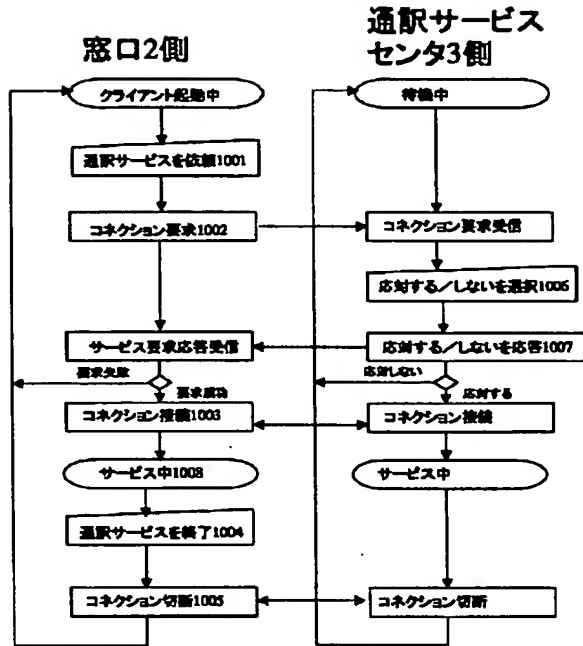 窓口2側
クライアント起動中
通訳サービスを依頼1001
コネクション要求1002
サービス要求応答受信
要求失敗
要求成功
コネクション接続1003
サービス中1008
通訳サービスを終了1004
コネクション切断1005
通訳サービス
センタ3側
待機中
コネクション要求受信
応対する／しないを選択1006
応対する／しないを応答1007
応対しない
応対する
コネクション接続
サービス中
コネクション切断